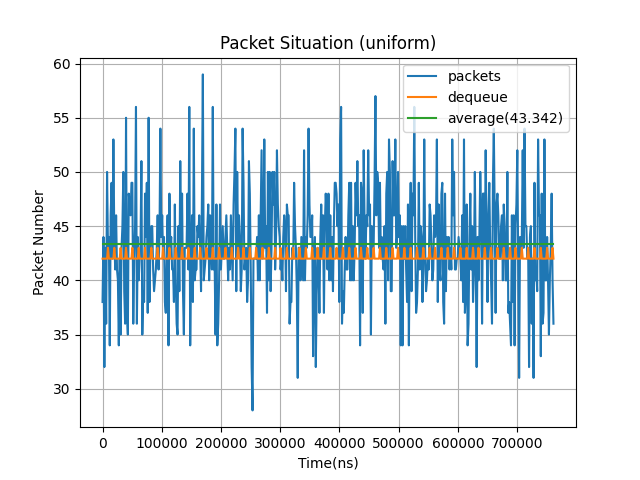 Packet Situation (uniform)
packets
dequeue
average(43.342)
60
55
50
45
40
35
30
Packet Number
0
100000
200000
300000
400000
500000
600000
700000
Time(ns)